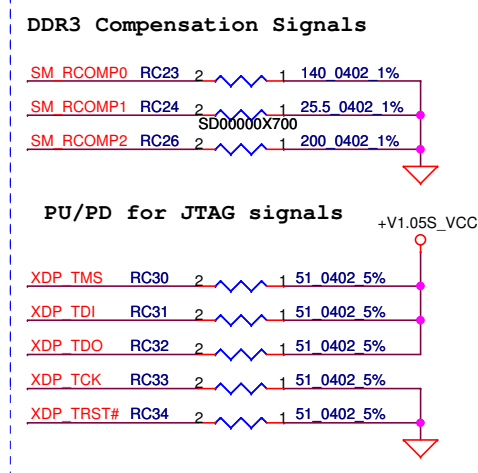 DDR3 Compensation Signals
SM_RCOMP0 RC23 2 1 140_0402_1%
SM_RCOMP1 RC24 2 1 25.5_0402_1%
SD00000X700
SM_RCOMP2 RC26 2 1 200_0402_1%
PU/PD for JTAG signals
+V1.05S_VCC
XDP_TMS RC30 2 1 51_0402_5%
XDP_TDI RC31 2 1 51_0402_5%
XDP_TDO RC32 2 1 51_0402_5%
XDP_TCK RC33 2 1 51_0402_5%
XDP_TRST# RC34 2 1 51_0402_5%